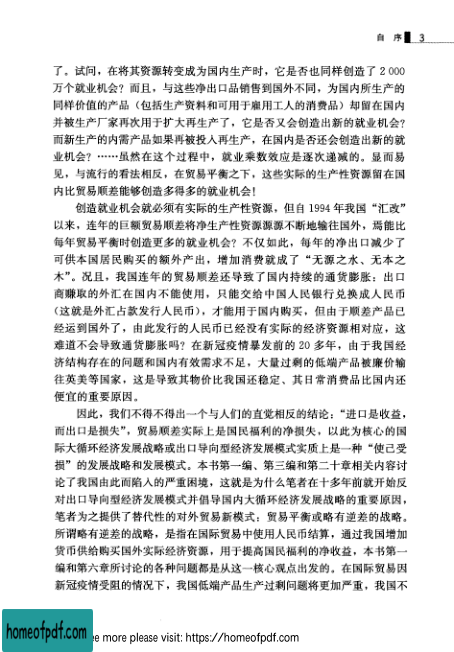 自 序 3
了。试问，在将其资源转变成为国内生产时，它是否也同样创造了 2 000
万个就业机会？而且，与这些净出口品销售到国外不同，为国内所生产的
同样价值的产品（包括生产资料和可用于雇用工人的消费品）却留在国内
并被生产厂家再次用于扩大再生产了，它是否又会创造出新的就业机会？
而新生产的内需产品如果再被投入再生产，在国内是否还会创造出新的就
业机会？……虽然在这个过程中，就业乘数效应是逐次递减的。显而易
见，与流行的看法相反，在贸易平衡之下，这些实际的生产性资源留在国
内比贸易顺差能够创造多得多的就业机会！
创造就业机会就必须有实际的生产性资源，但自 1994 年我国“汇改”
以来，连年的巨额贸易顺差将净生产性资源源源不断地输往国外，焉能比
每年贸易平衡时创造更多的就业机会？不仅如此，每年的净出口减少了
可供本国居民购买的额外产出，增加消费就成了“无源之水、无本之
木”。况且，我国连年的贸易顺差还导致了国内持续的通货膨胀：出口
商赚取的外汇在国内不能使用，只能交给中国人民银行兑换成人民币
（这就是外汇占款发行人民币），才能用于国内购买，但由于顺差产品已
经运到国外了，由此发行的人民币已经没有实际的经济资源相对应，这
难道不会导致通货膨胀吗？在新冠疫情暴发前的 20 多年，由于我国经
济结构存在的问题和国内有效需求不足，大量过剩的低端产品被廉价输
往英美等国家，这是导致其物价比我国还稳定、其日常消费品比国内还
便宜的重要原因。
因此，我们不得不得出一个与人们的直觉相反的结论：“进口是收益，
而出口是损失”，贸易顺差实际上是国民福利的净损失，以此为核心的国
际大循环经济发展战略或出口导向型经济发展模式实质上是一种“使己受
损”的发展战略和发展模式。本书第一编、第三编和第二十章相关内容讨
论了我国由此而陷入的严重困境，这就是为什么笔者在十多年前就开始反
对出口导向型经济发展模式并倡导国内大循环经济发展战略的重要原因，
笔者为之提供了替代性的对外贸易新模式：贸易平衡或略有逆差的战略。
所谓略有逆差的战略，是指在国际贸易中使用人民币结算，通过我国增加
货币供给购买国外实际经济资源，用于提高国民福利的净收益，本书第一
编和第六章所讨论的各种问题都是从这一核心观点出发的。在国际贸易因
新冠疫情受阻的情况下，我国低端产品生产过剩问题将更加严重，我国不
homeofpdf.com
e more please visit: https://homeofpdf.com